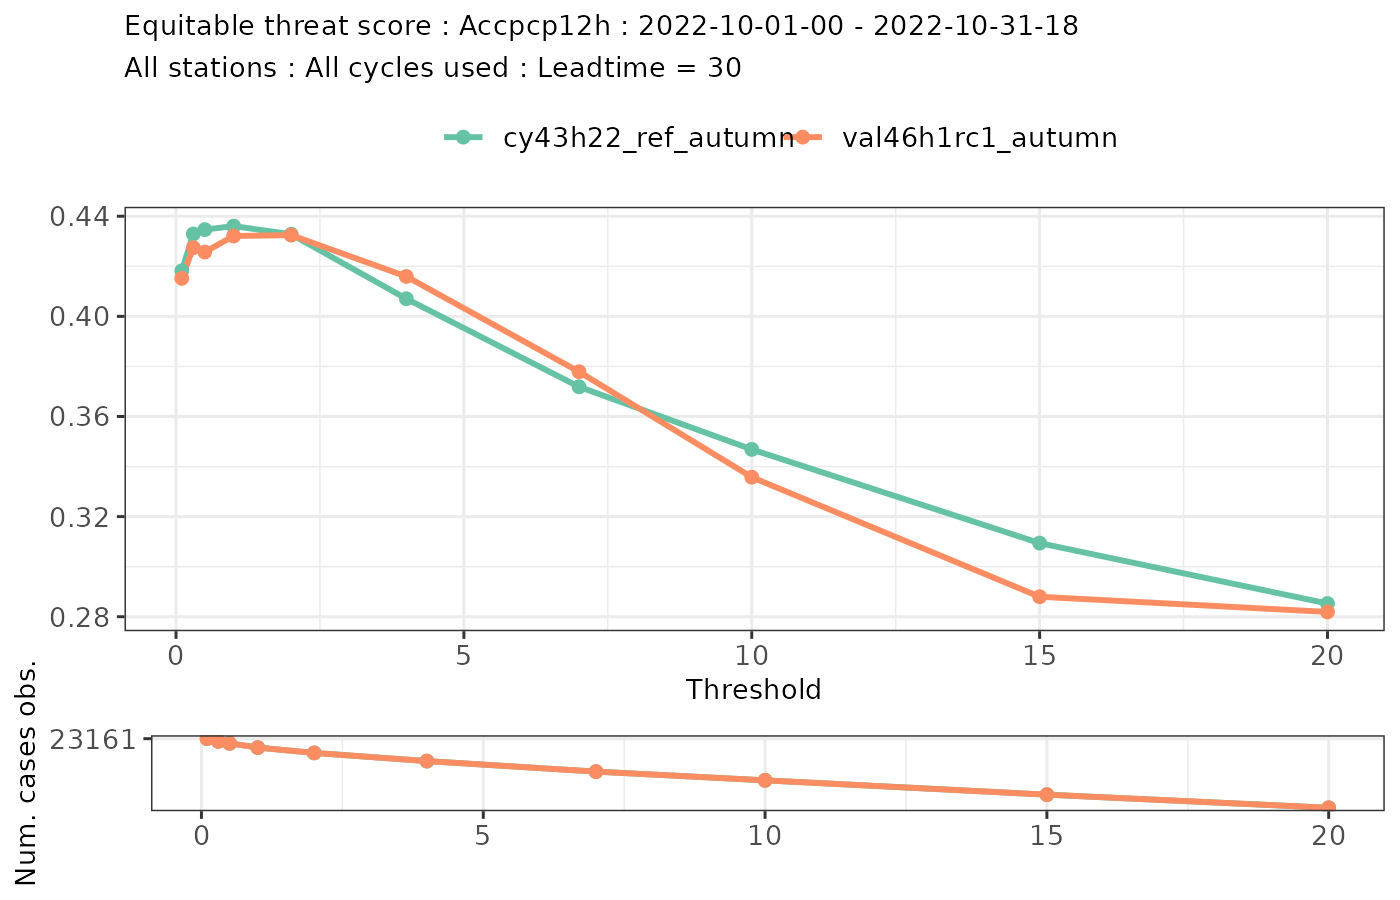 Equitable threat score : Accpcp12h : 2022-10-01-00 - 2022-10-31-18
All stations : All cycles used : Leadtime = 30
cy43h22_ref_autumn val46h1rc1_autumn
0.44
0.40
0.36
0.32
0.28
0 5 10 15 20
Threshold
Num. cases obs.
23161
0 5 10 15 20